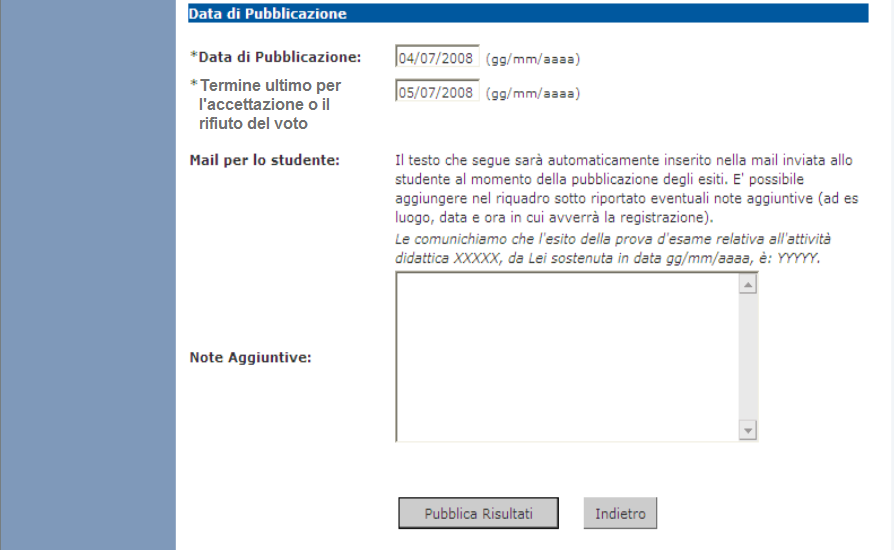 Data di Pubblicazione
*Data di Pubblicazione: 04/07/2008 (gg/mm/aaaa)
*Termine ultimo per
l'accettazione o il
rifiuto del voto
05/07/2008 (gg/mm/aaaa)
Mail per lo studente:
Il testo che segue sarà automaticamente inserito nella mail inviata allo
studente al momento della pubblicazione degli esiti. E' possibile
aggiungere nel riquadro sotto riportato eventuali note aggiuntive (ad es
luogo, data e ora in cui avverrà la registrazione).
Le comunichiamo che l'esito della prova d'esame relativa all'attività
didattica XXXXX, da Lei sostenuta in data gg/mm/aaaa, è: YYYYY.
Note Aggiuntive:
Pubblica Risultati Indietro